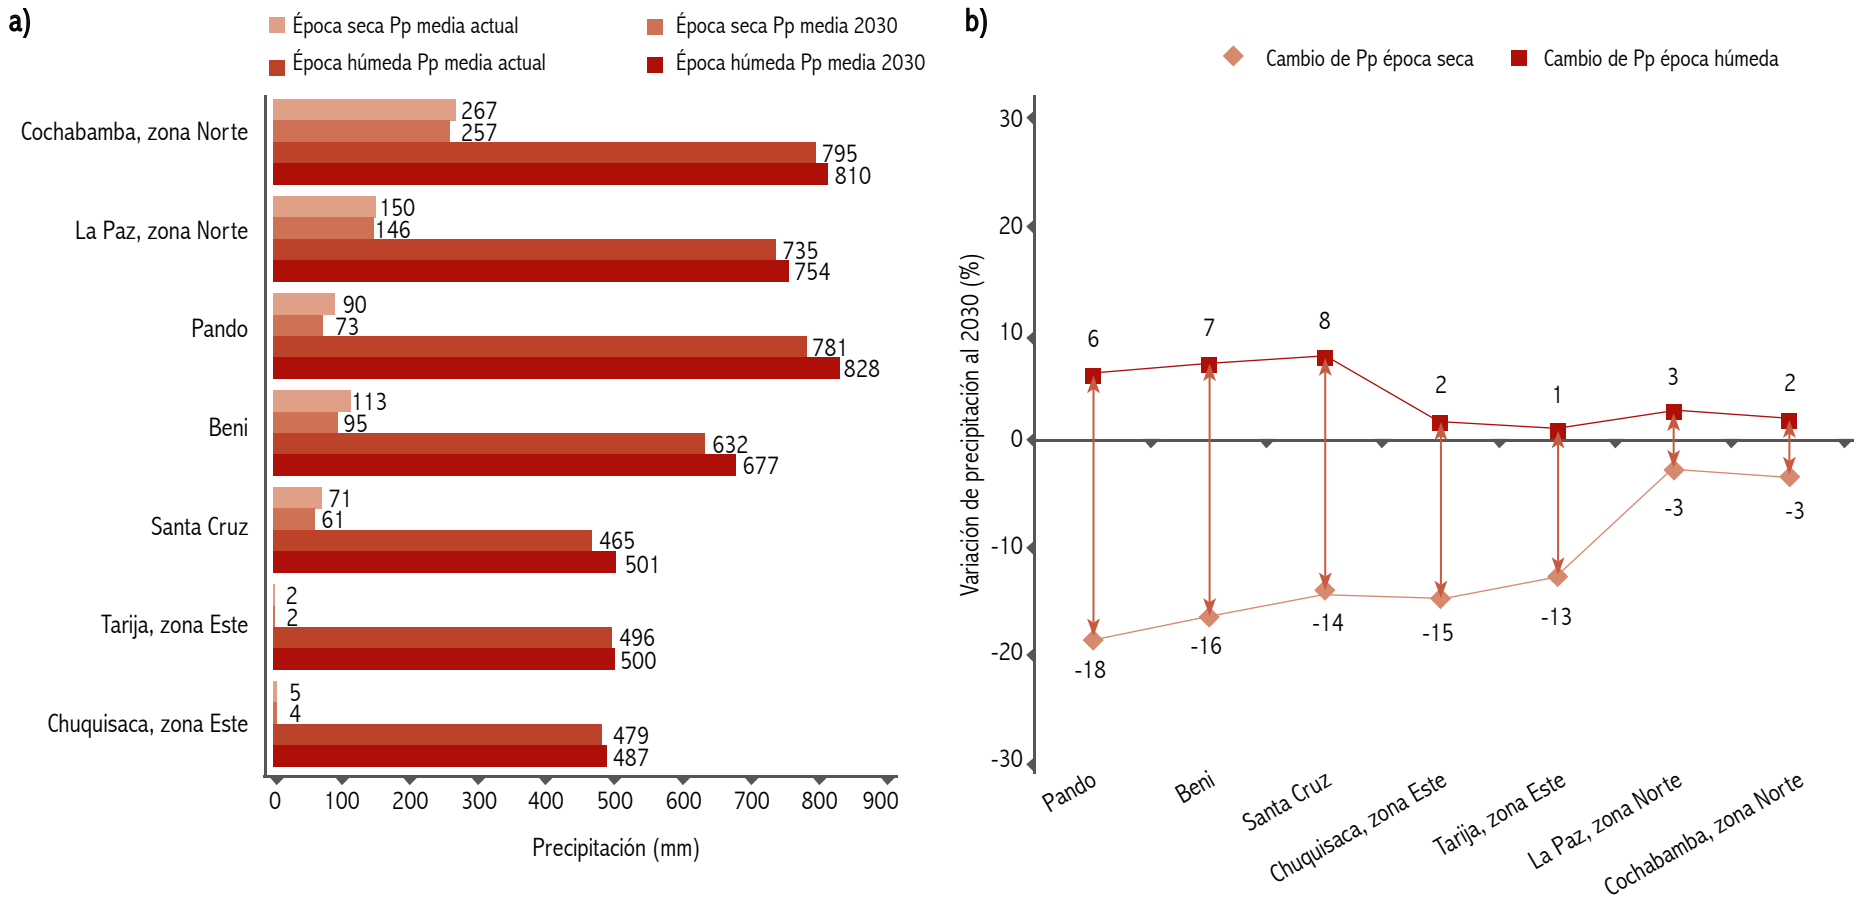 a)
Época seca Pp media actual
Época seca Pp media 2030
Época húmeda Pp media actual
Época húmeda Pp media 2030
Cochabamba, zona Norte
267
257
795
810
La Paz, zona Norte
150
146
735
754
Pando
90
73
781
828
Beni
113
95
632
677
Santa Cruz
71
61
465
501
Tarija, zona Este
2
2
496
500
Chuquisaca, zona Este
5
4
479
487
0 100 200 300 400 500 600 700 800 900
Precipitación (mm)
b)
Cambio de Pp época seca
Cambio de Pp época húmeda
Variación de precipitación al 2030 (%)
30
20
10
0
-10
-20
-30
6 7 8 2 1 3 2
-18 -16 -14 -15 -13 -3 -3
Pando
Beni
Santa Cruz
Chuquisaca, zona Este
Tarija, zona Este
La Paz, zona Norte
Cochabamba, zona Norte